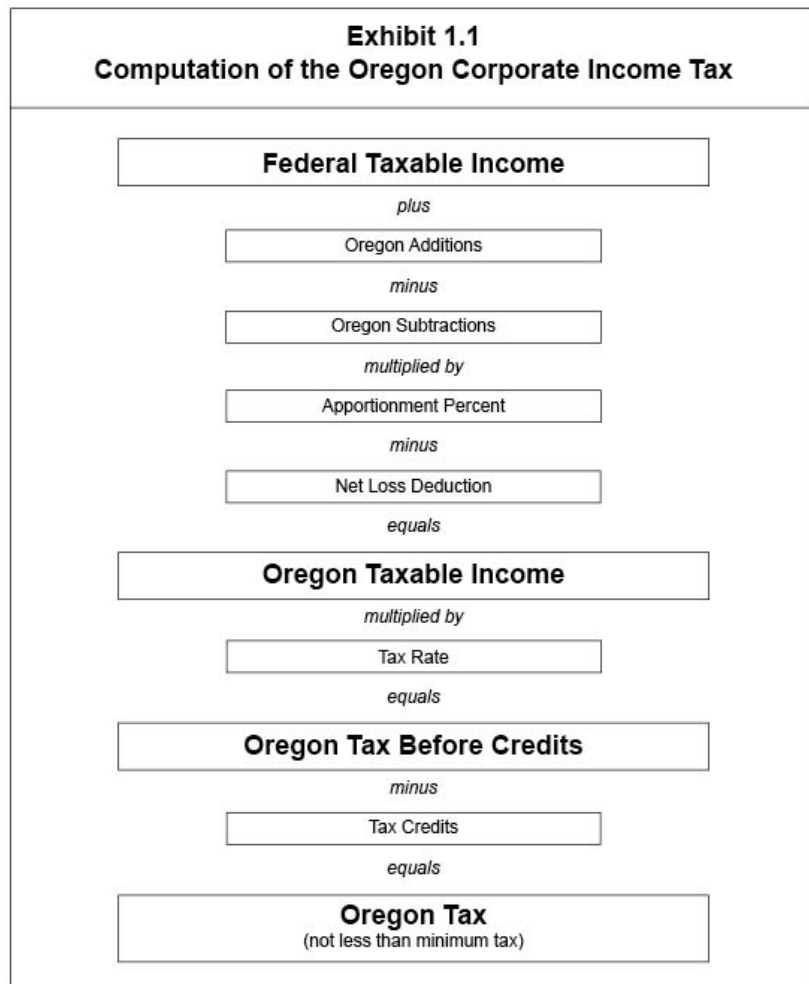 Exhibit 1.1
Computation of the Oregon Corporate Income Tax
Federal Taxable Income
plus
Oregon Additions
minus
Oregon Subtractions
multiplied by
Apportionment Percent
minus
Net Loss Deduction
equals
Oregon Taxable Income
multiplied by
Tax Rate
equals
Oregon Tax Before Credits
minus
Tax Credits
equals
Oregon Tax
(not less than minimum tax)